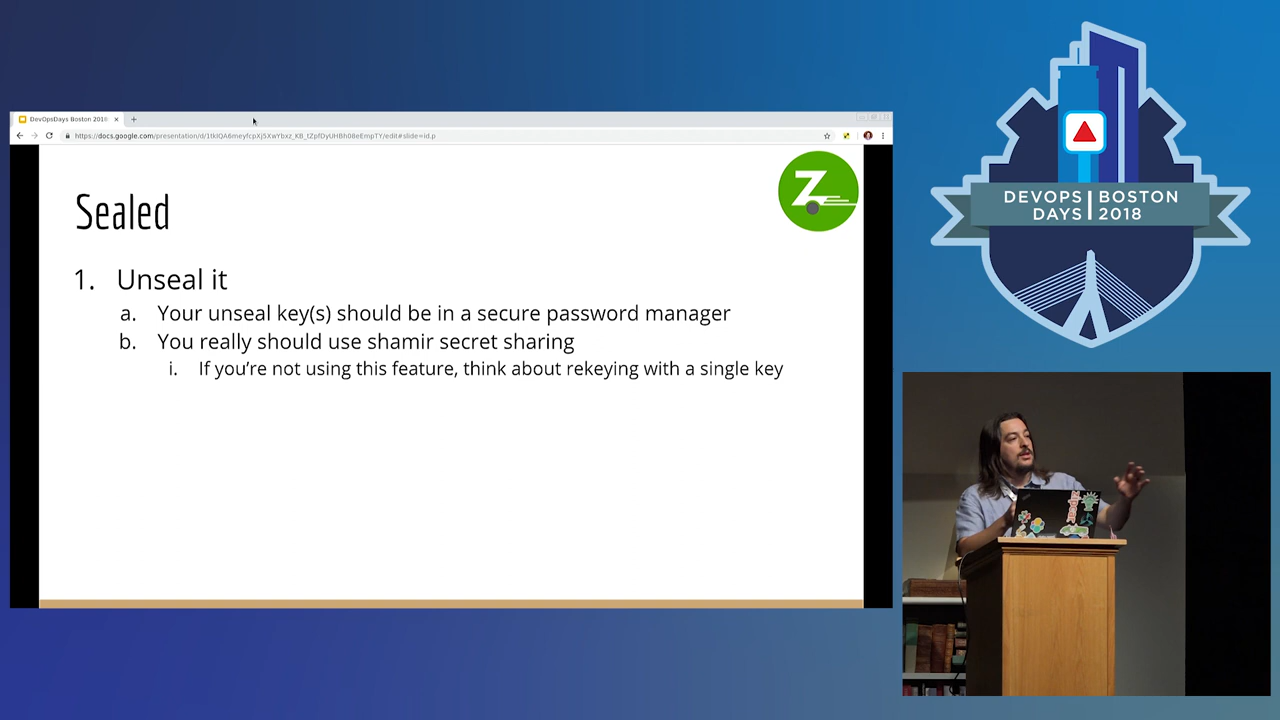 DevOpsDays Boston 2018
Sealed
1. Unseal it
a. Your unseal key(s) should be in a secure password manager
b. You really should use shamir secret sharing
i. If you're not using this feature, think about rekeying with a single key
Z
DEVOPS DAYS
BOSTON 2018